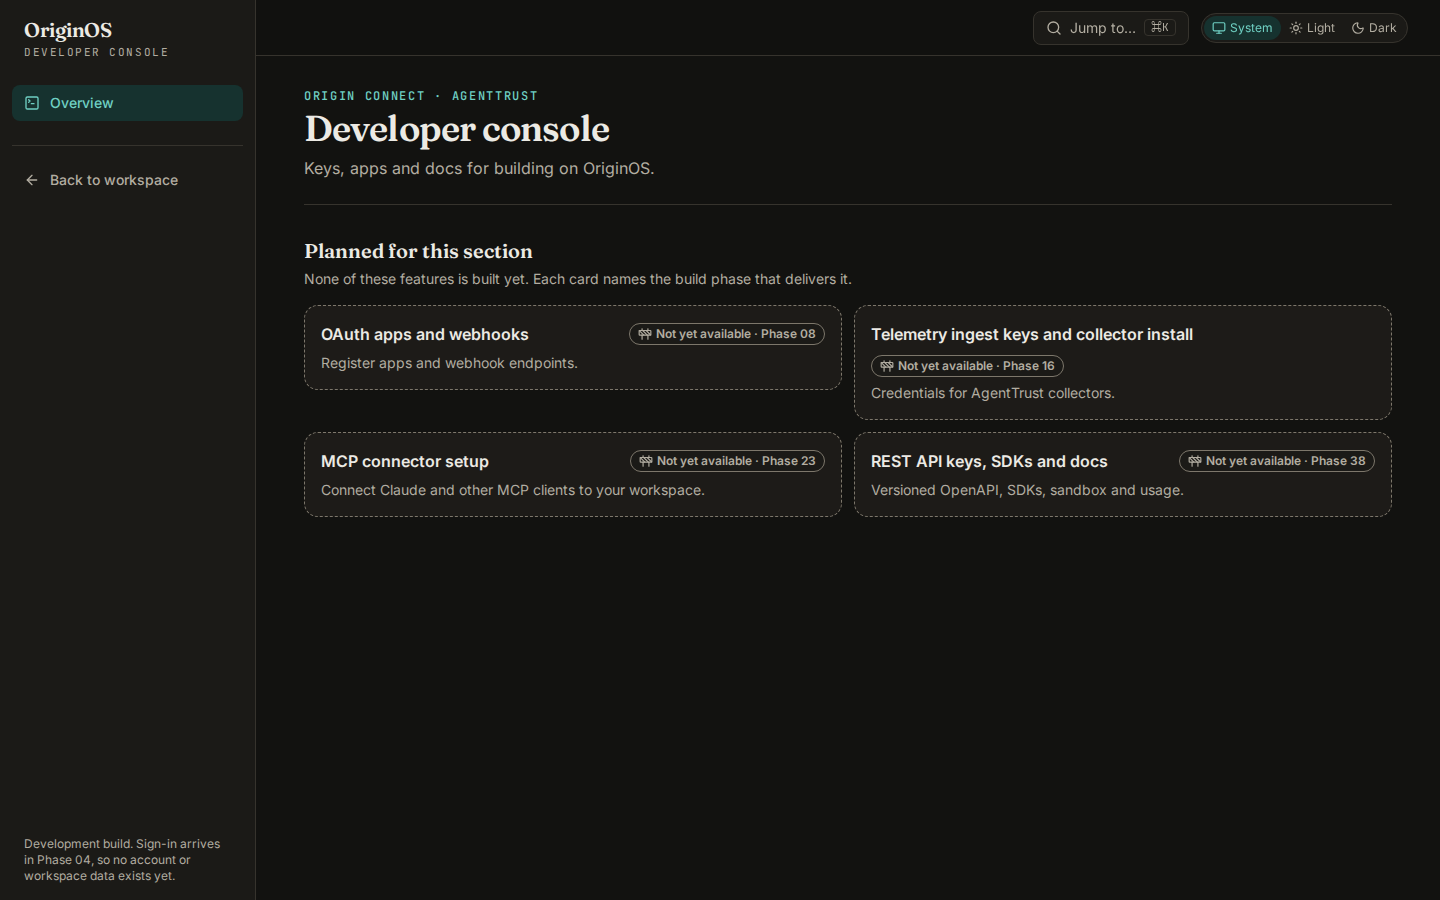 OriginOS
DEVELOPER CONSOLE
Overview
Back to workspace
Development build. Sign-in arrives
in Phase 04, so no account or
workspace data exists yet.
Jump to... ⌘K
System Light Dark
ORIGIN CONNECT · AGENTTRUST
Developer console
Keys, apps and docs for building on OriginOS.
Planned for this section
None of these features is built yet. Each card names the build phase that delivers it.
OAuth apps and webhooks
Not yet available · Phase 08
Register apps and webhook endpoints.
Telemetry ingest keys and collector install
Not yet available · Phase 16
Credentials for AgentTrust collectors.
MCP connector setup
Not yet available · Phase 23
Connect Claude and other MCP clients to your workspace.
REST API keys, SDKs and docs
Not yet available · Phase 38
Versioned OpenAPI, SDKs, sandbox and usage.